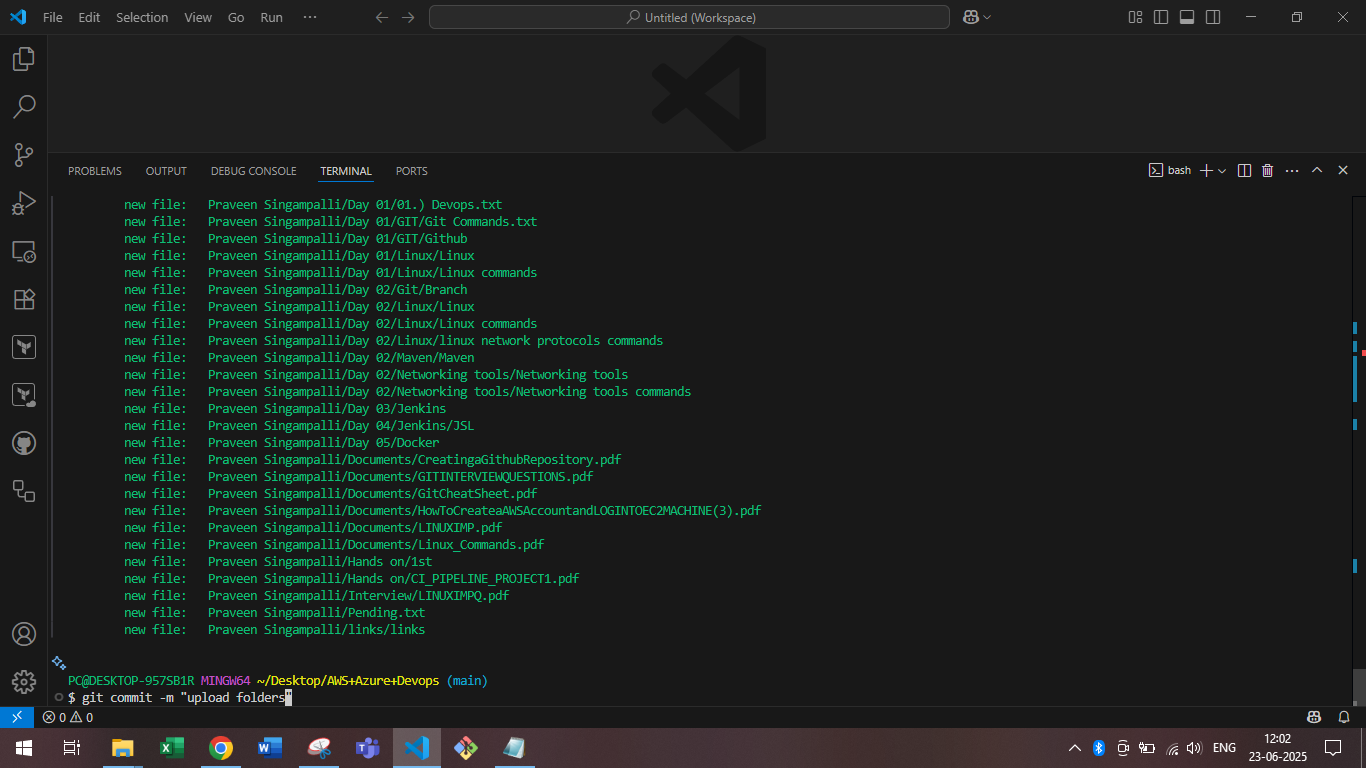 File Edit Selection View Go Run ··· Untitled (Workspace)
PROBLEMS OUTPUT DEBUG CONSOLE TERMINAL PORTS bash
new file: Praveen Singampalli/Day 01/01.) Devops.txt
new file: Praveen Singampalli/Day 01/GIT/Git Commands.txt
new file: Praveen Singampalli/Day 01/GIT/Github
new file: Praveen Singampalli/Day 01/Linux/Linux
new file: Praveen Singampalli/Day 01/Linux/Linux commands
new file: Praveen Singampalli/Day 02/Git/Branch
new file: Praveen Singampalli/Day 02/Linux/Linux
new file: Praveen Singampalli/Day 02/Linux/Linux commands
new file: Praveen Singampalli/Day 02/Linux/linux network protocols commands
new file: Praveen Singampalli/Day 02/Maven/Maven
new file: Praveen Singampalli/Day 02/Networking tools/Networking tools
new file: Praveen Singampalli/Day 02/Networking tools/Networking tools commands
new file: Praveen Singampalli/Day 03/Jenkins
new file: Praveen Singampalli/Day 04/Jenkins/JSL
new file: Praveen Singampalli/Day 05/Docker
new file: Praveen Singampalli/Documents/CreatingaGithubRepository.pdf
new file: Praveen Singampalli/Documents/GITINTERVIEWQUESTIONS.pdf
new file: Praveen Singampalli/Documents/GitCheatSheet.pdf
new file: Praveen Singampalli/Documents/HowToCreateaAWSAccountandLOGINTOEC2MACHINE(3).pdf
new file: Praveen Singampalli/Documents/LINUXIMP.pdf
new file: Praveen Singampalli/Documents/Linux_Commands.pdf
new file: Praveen Singampalli/Hands on/1st
new file: Praveen Singampalli/Hands on/CI_PIPELINE_PROJECT1.pdf
new file: Praveen Singampalli/Interview/LINUXIMPQ.pdf
new file: Praveen Singampalli/Pending.txt
new file: Praveen Singampalli/links/links
PC@DESKTOP-957SB1R MINGW64 ~/Desktop/AWS+Azure+Devops (main)
$ git commit -m "upload folders"
0 0
ENG
12:02
23-06-2025